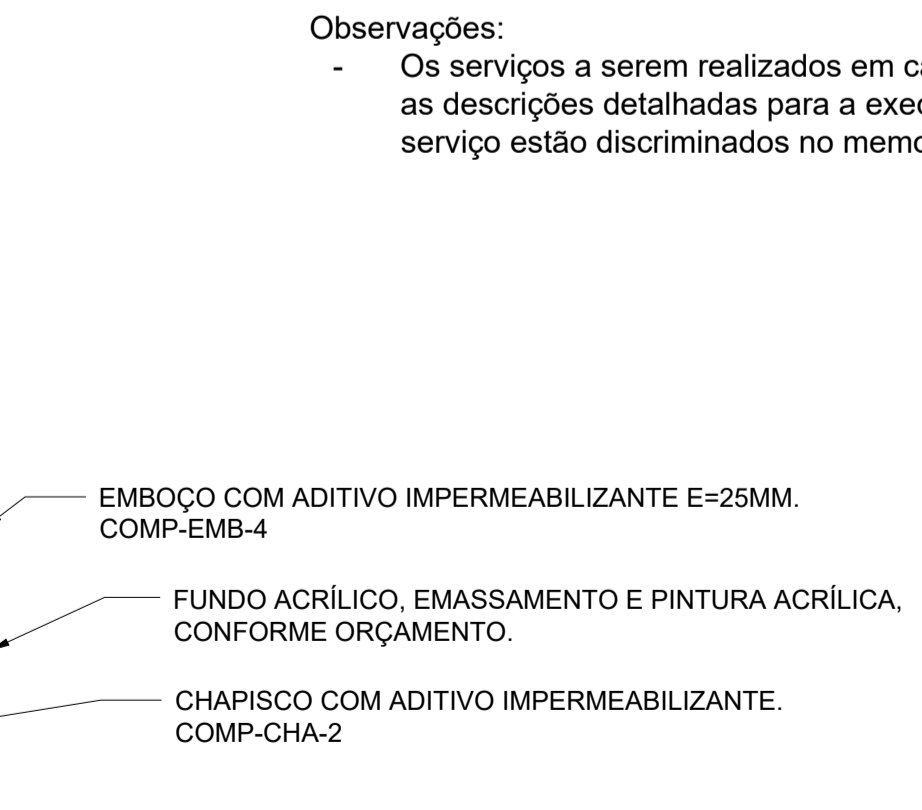 Observações:
- Os serviços a serem realizados em
as descrições detalhadas para a
serviço estão discriminados no
EMBOÇO COM ADITIVO IMPERMEABILIZANTE E=25MM.
COMP-EMB-4
FUNDO ACRÍLICO, EMASSAMENTO E PINTURA ACRÍLICA,
CONFORME ORÇAMENTO.
CHAPISCO COM ADITIVO IMPERMEABILIZANTE.
COMP-CHA-2